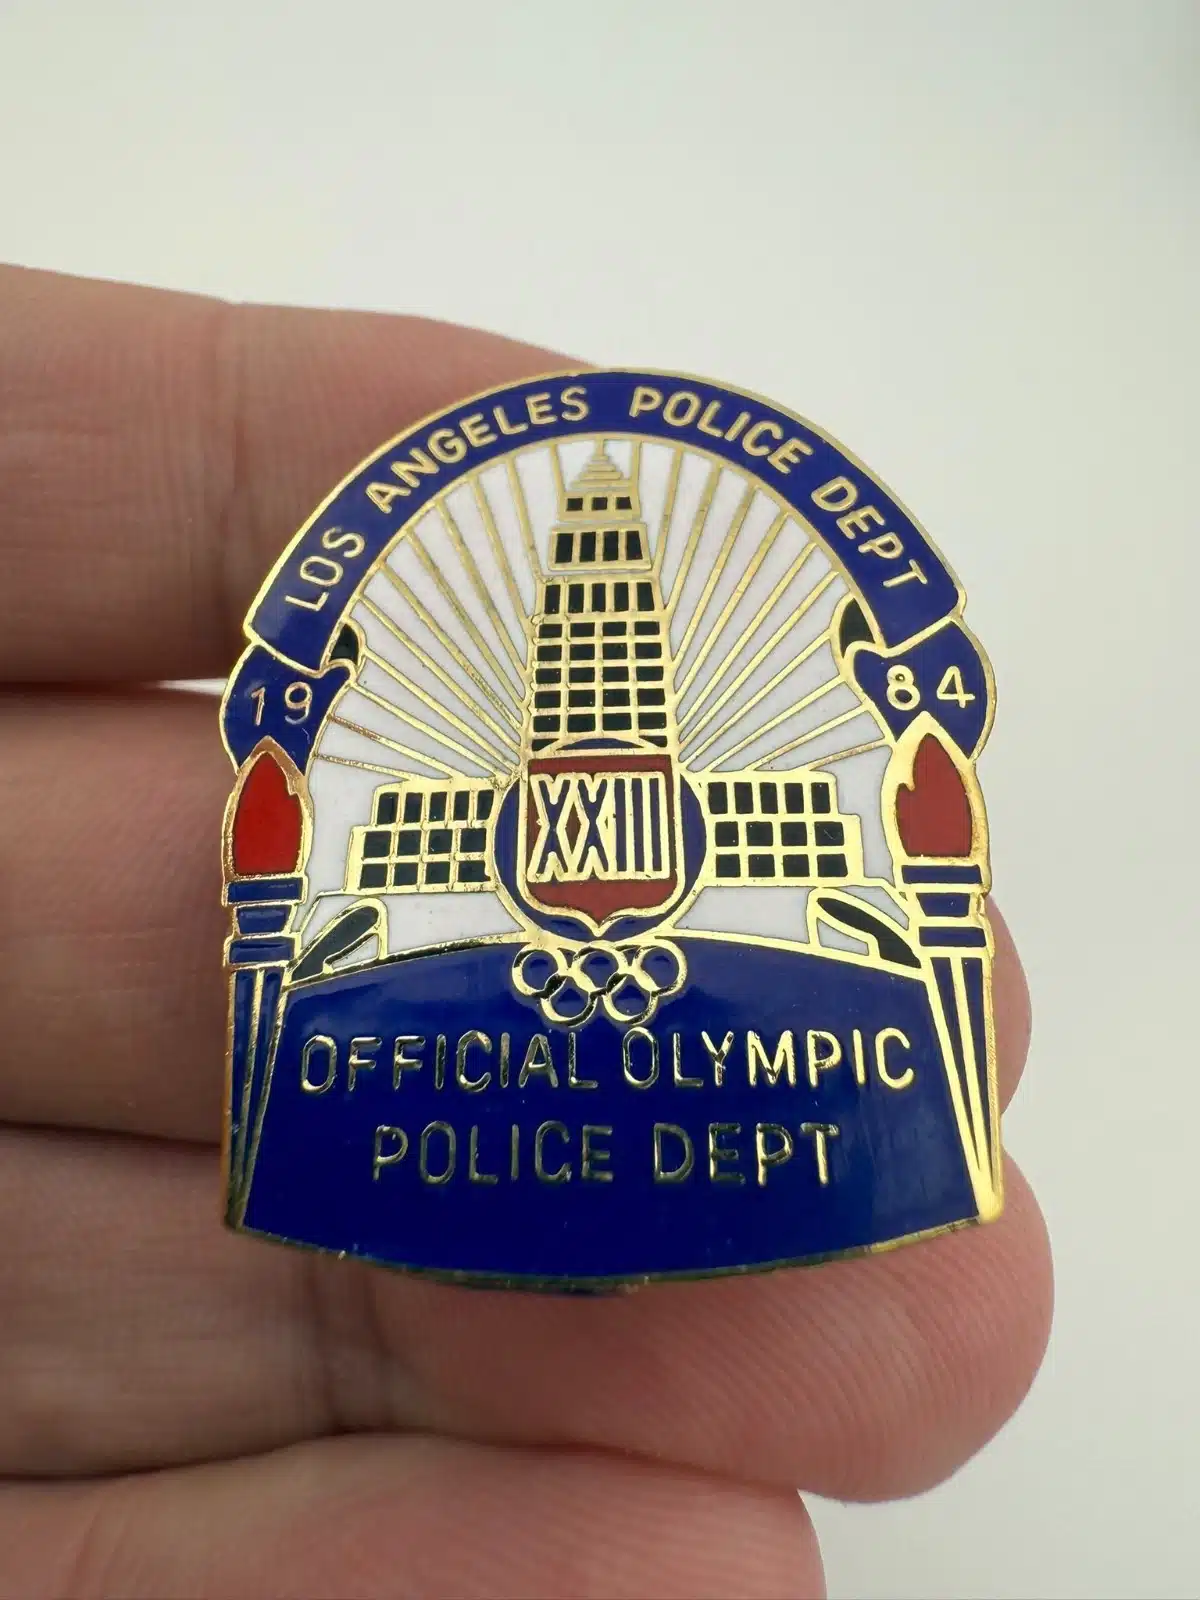 LOS ANGELES POLICE DEPT
19 84
XXIII
OFFICIAL OLYMPIC
POLICE DEPT